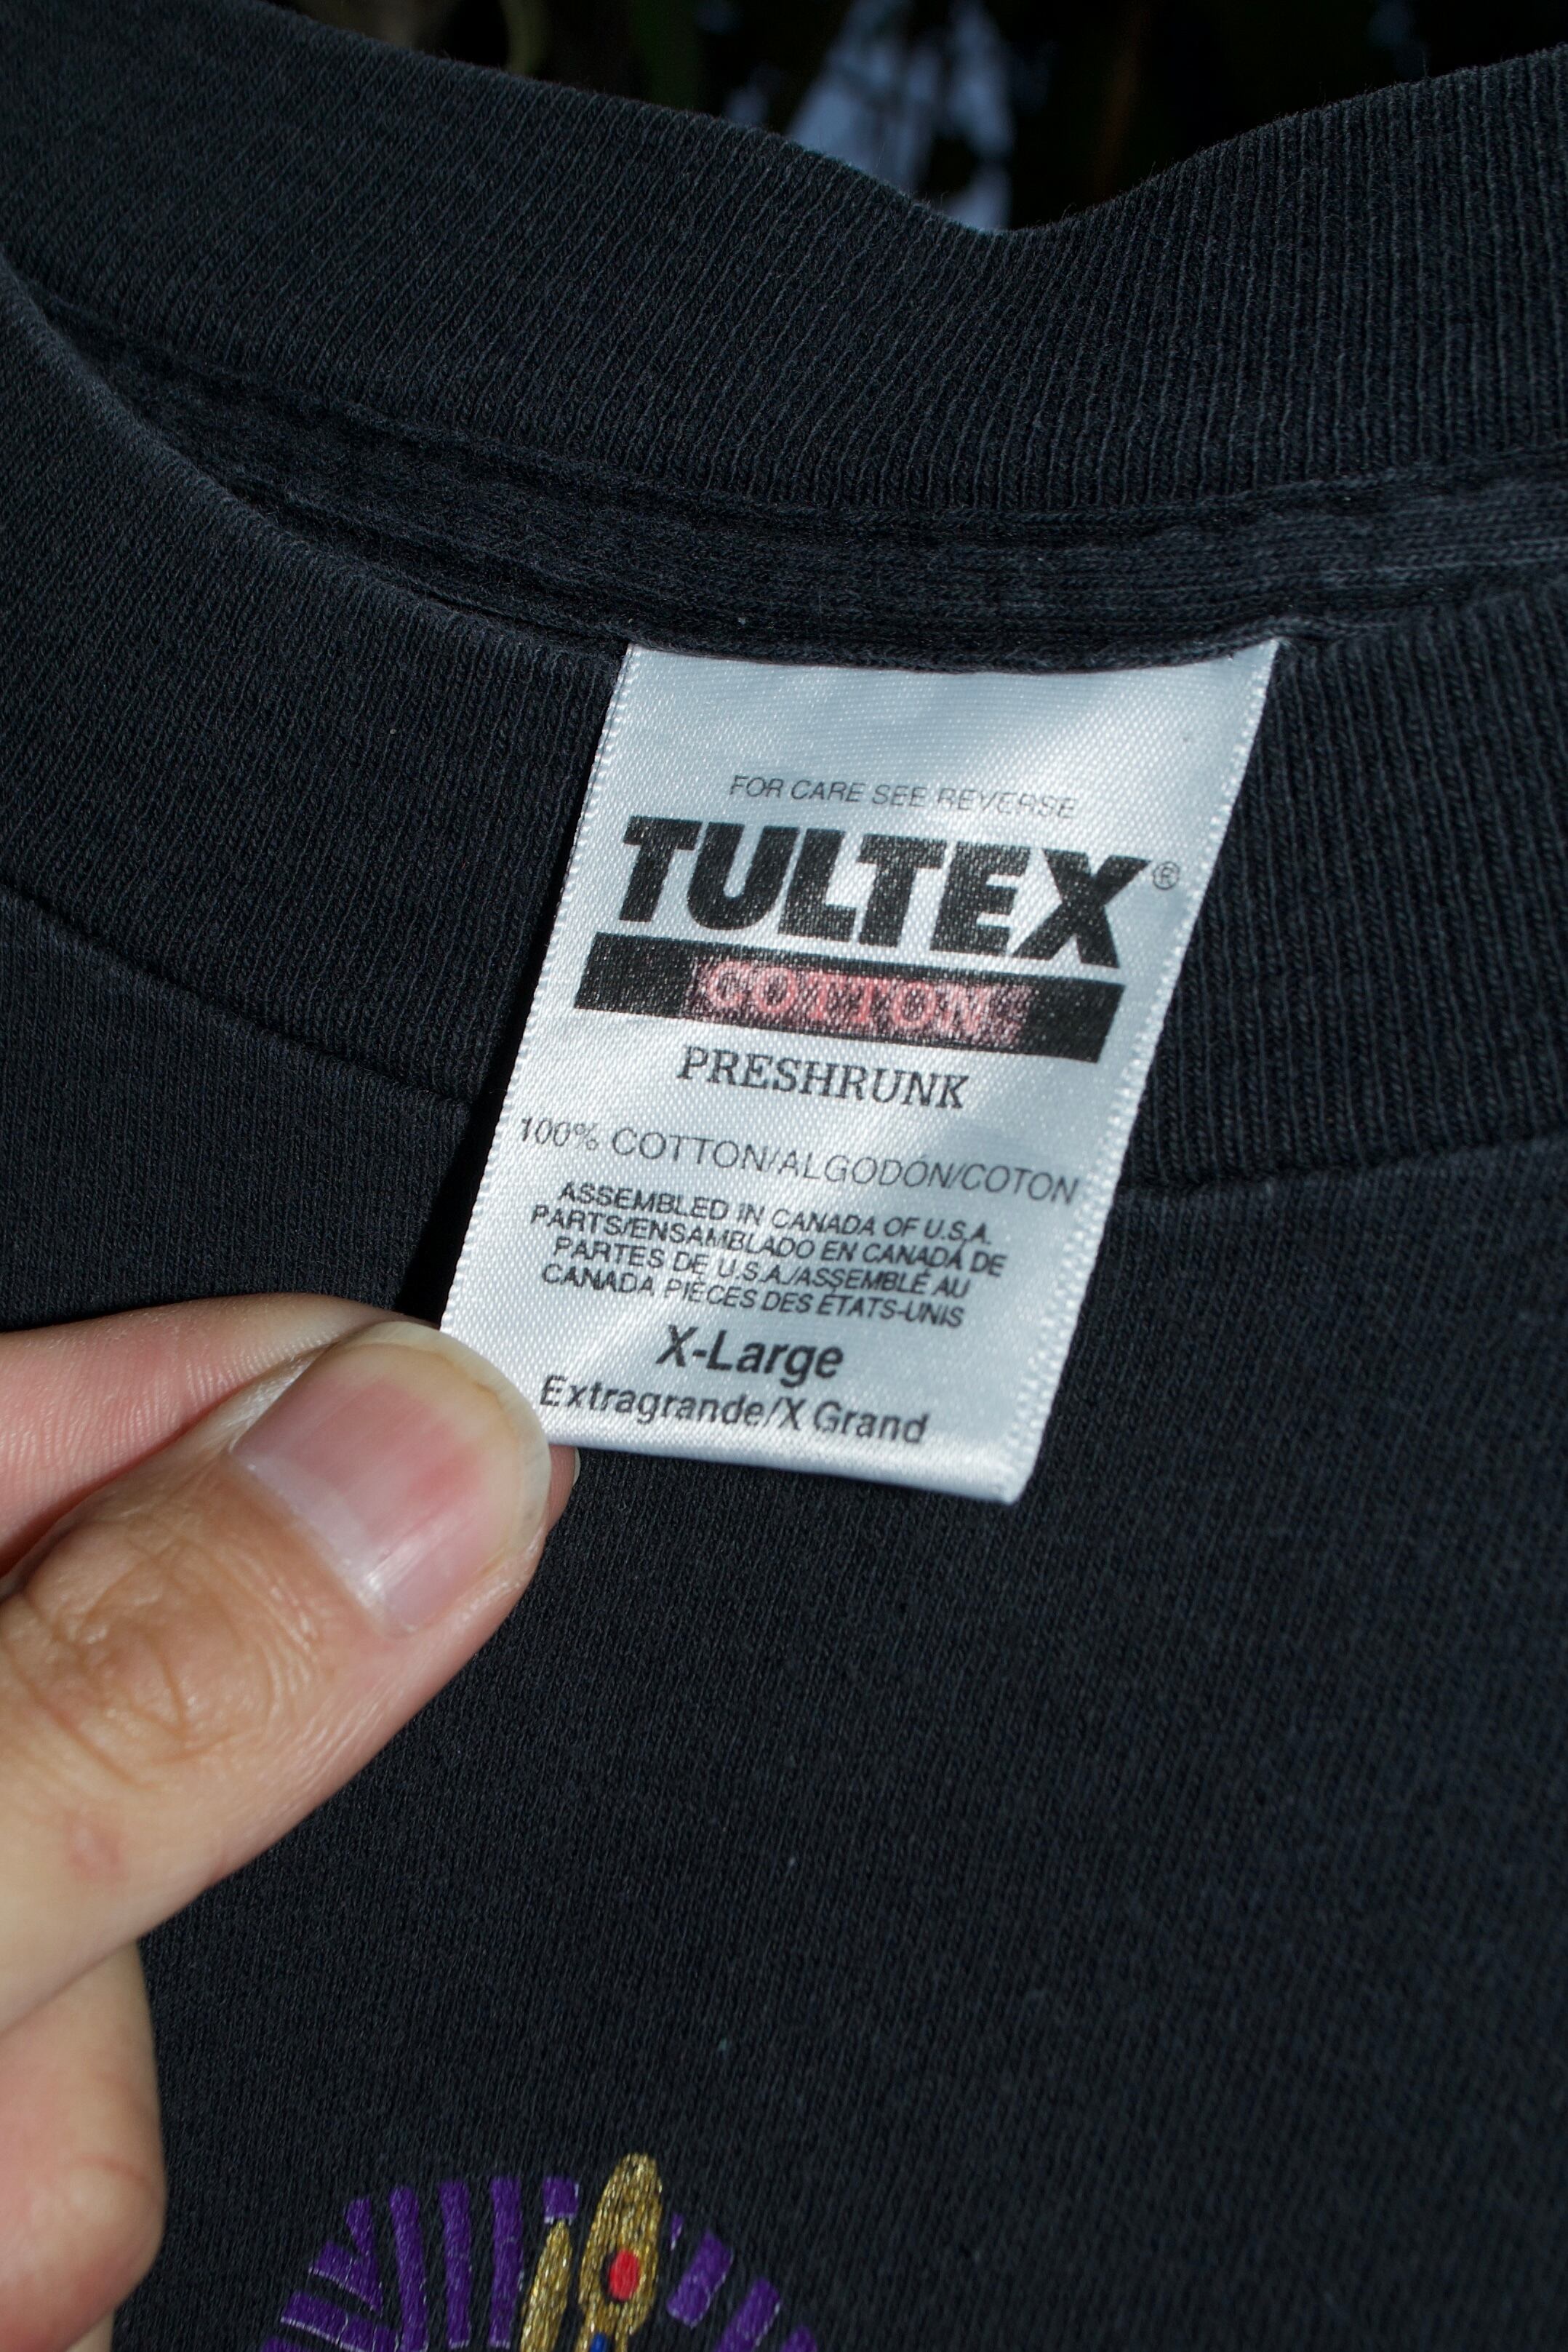 FOR CARE SEE REVERSE
TULTEX®
COTTON
PRESHRUNK
100% COTTON/ALGODÓN/COTON
ASSEMBLED IN CANADA OF U.S.A.
PARTS/ENSAMBLADO EN CANADÁ DE
PARTES DE U.S.A./ASSEMBLÉ AU
CANADA PIÈCES DES ÉTATS-UNIS
X-Large
Extragrande/X Grand